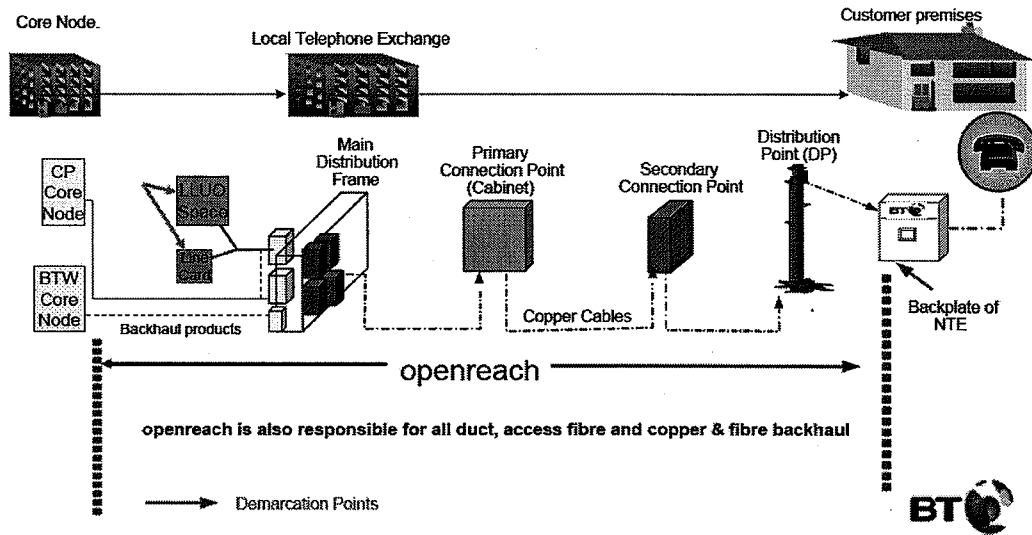 Core Node.
Local Telephone Exchange
Customer premises
Main
Distribution
Frame
Primary
Connection Point
(Cabinet)
Secondary
Connection Point
Distribution
Point (DP)
CP
Core
Node
LLUO
Space
Line
Card
BTW
Core
Node
Backhaul products
Copper Cables
BT
Backplate of
NTE
openreach
openreach is also responsible for all duct, access fibre and copper & fibre backhaul
Demarcation Points
BT